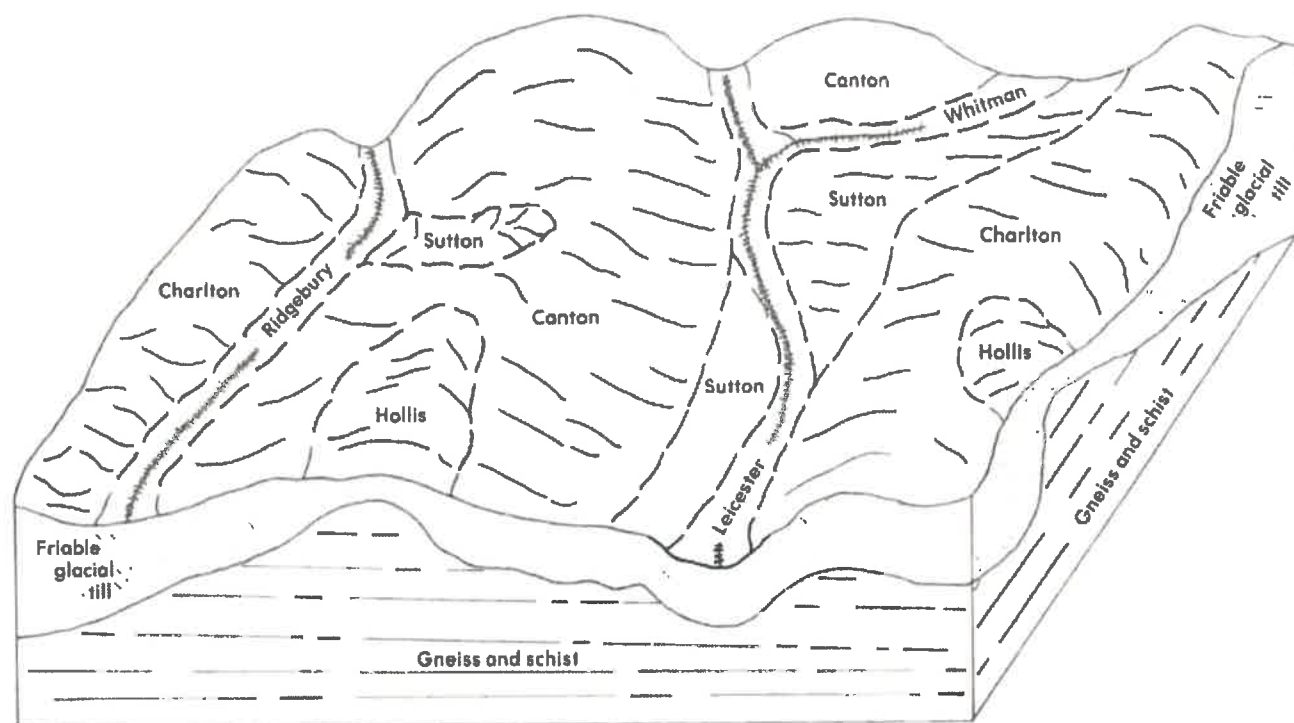 Canton
Whitman
Friable
glacial
till
Sutton
Sutton
Charlton
Charlton
Ridgebury
Canton
Hollis
Sutton
Hollis
Leicester
Gneiss and schist
Friable
glacial
till
Gneiss and schist